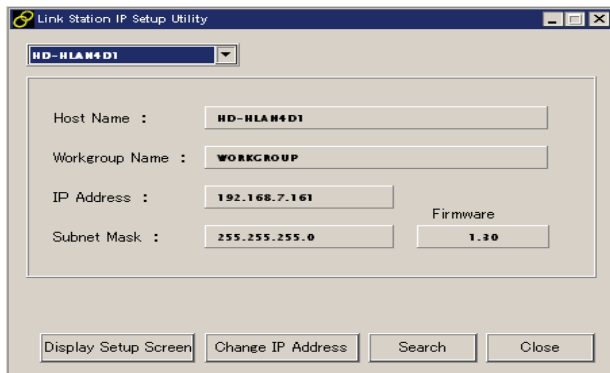 Link Station IP Setup Utility
HD-HLAN4D1
Host Name : HD-HLAN4D1
Workgroup Name : WORKGROUP
IP Address : 192.168.7.161
Firmware
Subnet Mask : 255.255.255.0 1.30
Display Setup Screen Change IP Address Search Close